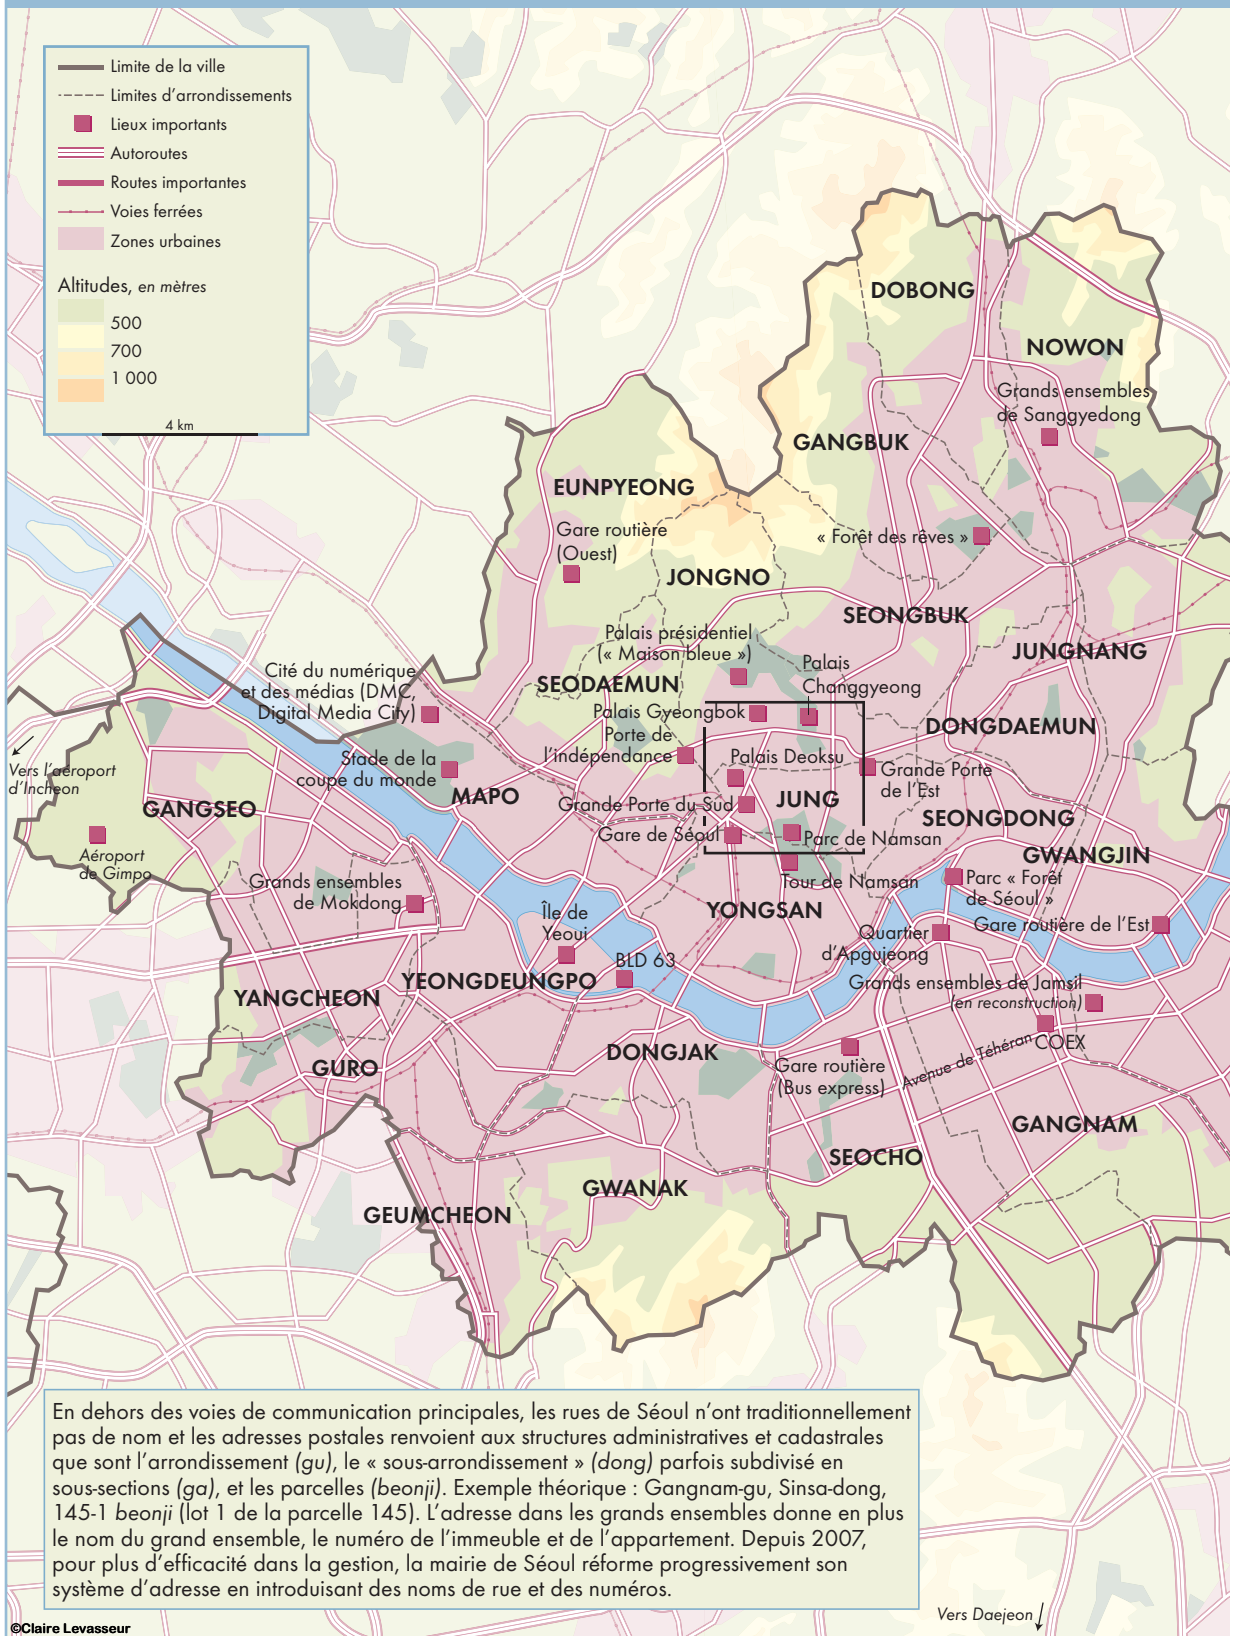 Limite de la ville
Limites d'arrondissements
Lieux importants
Autoroutes
Routes importantes
Voies ferrées
Zones urbaines
Altitudes, en mètres
500
700
1 000
4 km
DOBONG
NOWON
Grands ensembles
de Sanggyedong
GANGBUK
EUNPYEONG
Gare routière
(Ouest)
« Forêt des rêves »
JONGNO
SEONGBUK
Palais présidentiel
(« Maison bleue »)
JUNGNANG
Palais
Changgyeong
Cité du numérique
et des médias (DMC,
Digital Media City)
SEODAEMUN
Palais Gyeongbok
DONGDAEMUN
Porte de
l'indépendance
Palais Deoksu
Vers l'aéroport
d'Incheon
Stade de la
coupe du monde
MAPO
Grande Porte
de l'Est
GANGSEO
Grande Porte du Sud
JUNG
SEONGDONG
Gare de Séoul
Parc de Namsan
GWANGJIN
Aéroport
de Gimpo
Grands ensembles
de Mokdong
Tour de Namsan
Parc « Forêt
de Séoul »
Île de
Yeoui
YONGSAN
Gare routière de l'Est
Quartier
d'Apgujeong
BLD 63
YEONGDEUNGPO
Grands ensembles de Jamsil
(en reconstruction)
YANGCHEON
COEX
Avenue de Téhéran
DONGJAK
GURO
Gare routière
(Bus express)
GANGNAM
SEOCHO
GWANAK
GEUMCHEON
En dehors des voies de communication principales, les rues de Séoul n'ont traditionnellement
pas de nom et les adresses postales renvoient aux structures administratives et cadastrales
que sont l'arrondissement (gu), le « sous-arrondissement » (dong) parfois subdivisé en
sous-sections (ga), et les parcelles (beonji). Exemple théorique : Gangnam-gu, Sinsa-dong,
145-1 beonji (lot 1 de la parcelle 145). L'adresse dans les grands ensembles donne en plus
le nom du grand ensemble, le numéro de l'immeuble et de l'appartement. Depuis 2007,
pour plus d'efficacité dans la gestion, la mairie de Séoul réforme progressivement son
système d'adresse en introduisant des noms de rue et des numéros.
Vers Daejeon
©Claire Levasseur